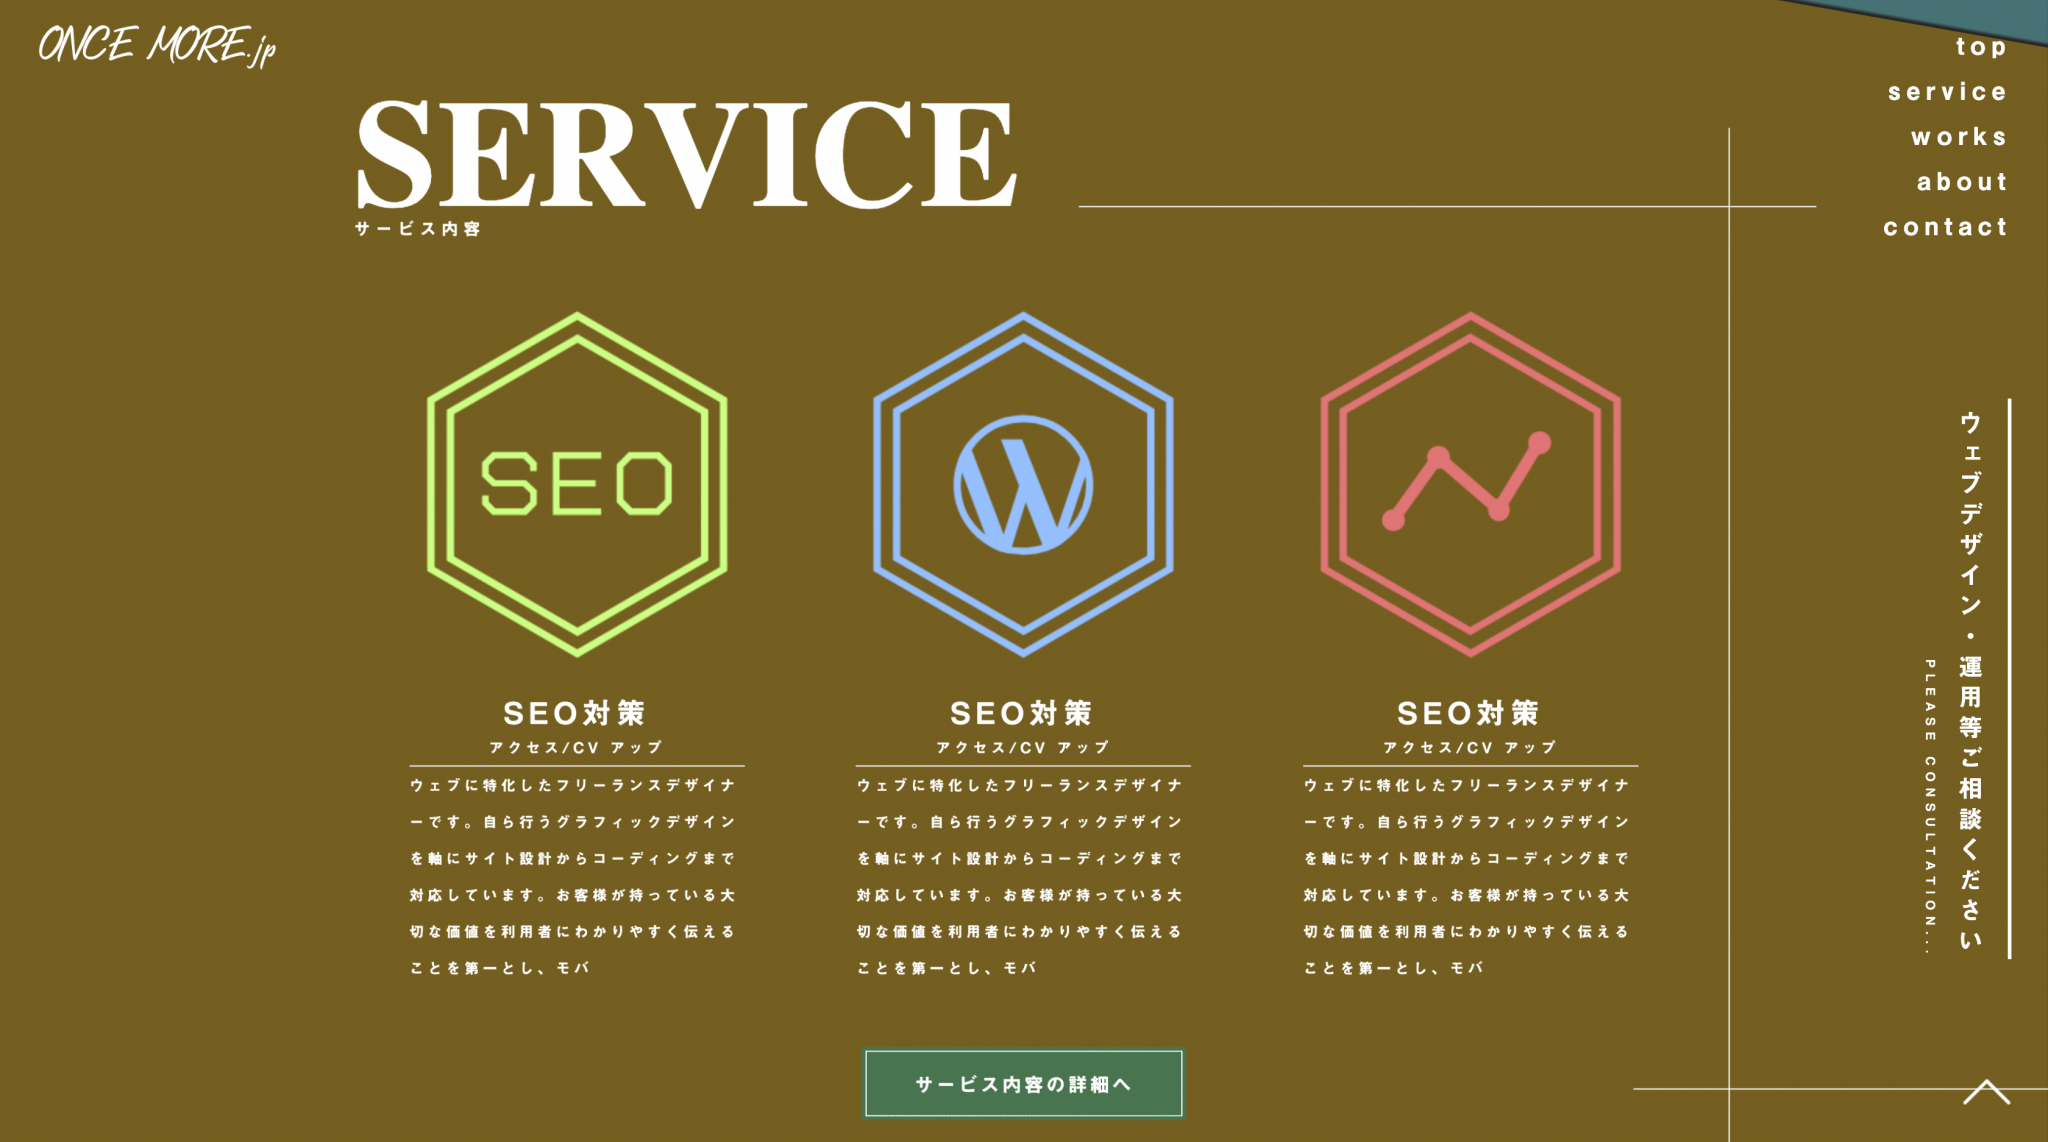 ONCE MORE.jp
top
service
works
about
contact
SERVICE
サービス内容
SEO
SEO対策
アクセス/CV アップ
ウェブに特化したフリーランスデザイナ
ーです。自ら行うグラフィックデザイン
を軸にサイト設計からコーディングまで
対応しています。お客様が持っている大
切な価値を利用者にわかりやすく伝える
ことを第一とし、モバ
SEO対策
アクセス/CV アップ
ウェブに特化したフリーランスデザイナ
ーです。自ら行うグラフィックデザイン
を軸にサイト設計からコーディングまで
対応しています。お客様が持っている大
切な価値を利用者にわかりやすく伝える
ことを第一とし、モバ
SEO対策
アクセス/CV アップ
ウェブに特化したフリーランスデザイナ
ーです。自ら行うグラフィックデザイン
を軸にサイト設計からコーディングまで
対応しています。お客様が持っている大
切な価値を利用者にわかりやすく伝える
ことを第一とし、モバ
サービス内容の詳細へ
ウェブデザイン・運用等ご相談ください
PLEASE CONSULTATION...